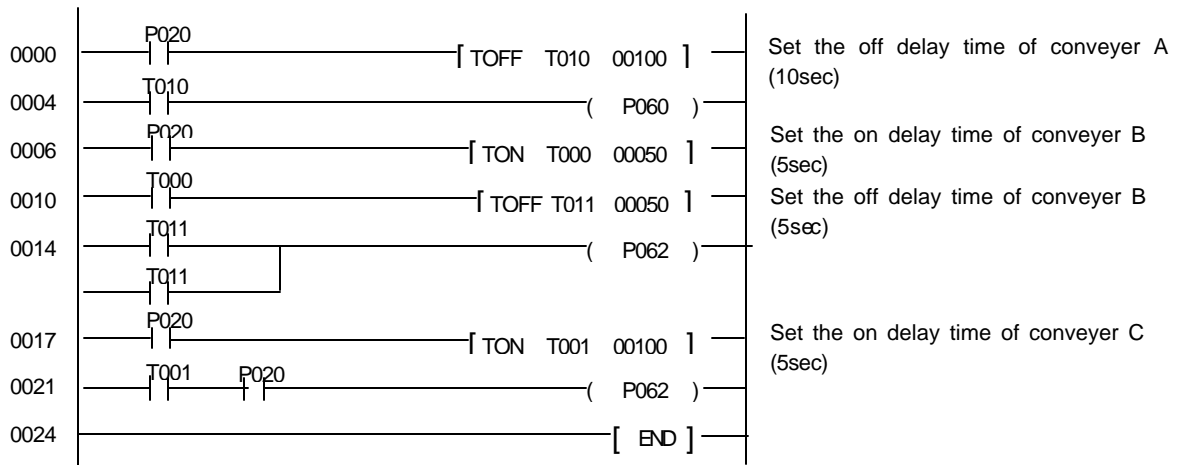 P020
0000 [ TOFF T010 00100 ] Set the off delay time of conveyer A
(10sec)
T010
0004 ( P060 )
P020
0006 [ TON T000 00050 ] Set the on delay time of conveyer B
(5sec)
T000
0010 [ TOFF T011 00050 ] Set the off delay time of conveyer B
(5sec)
T011
0014 ( P062 )
T011
P020
0017 [ TON T001 00100 ] Set the on delay time of conveyer C
(5sec)
T001 P020
0021 ( P062 )
0024 [ END ]